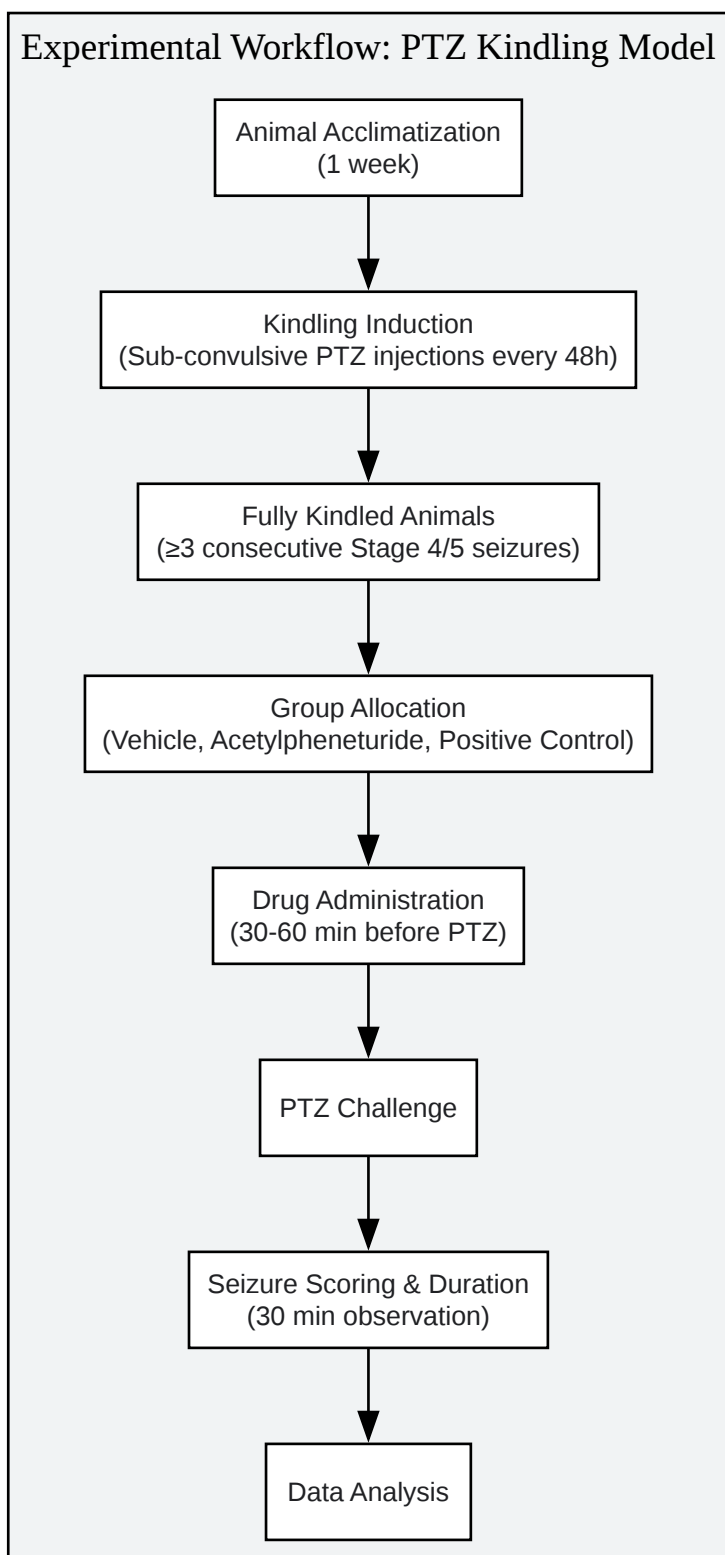 Experimental Workflow: PTZ Kindling Model
Animal Acclimatization
(1 week)
Kindling Induction
(Sub-convulsive PTZ injections every 48h)
Fully Kindled Animals
(≥3 consecutive Stage 4/5 seizures)
Group Allocation
(Vehicle, Acetylpheneturide, Positive Control)
Drug Administration
(30-60 min before PTZ)
PTZ Challenge
Seizure Scoring & Duration
(30 min observation)
Data Analysis